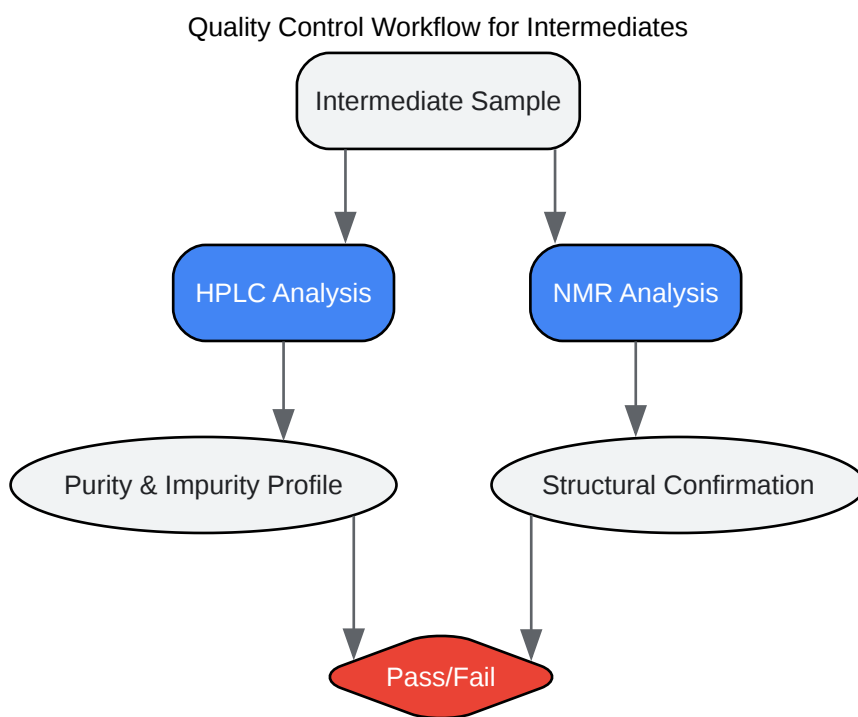 Quality Control Workflow for Intermediates
Intermediate Sample
HPLC Analysis
NMR Analysis
Purity & Impurity Profile
Structural Confirmation
Pass/Fail